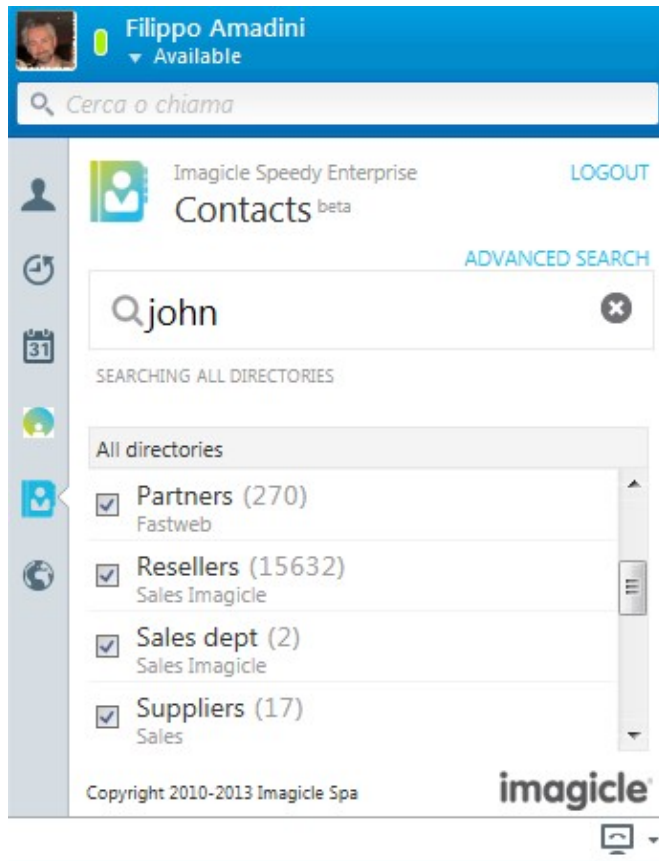 Filippo Amadini
Available
Cerca o chiama
Imagicle Speedy Enterprise
LOGOUT
Contacts beta
ADVANCED SEARCH
john
SEARCHING ALL DIRECTORIES
All directories
Partners (270)
Fastweb
Resellers (15632)
Sales Imagicle
Sales dept (2)
Sales Imagicle
Suppliers (17)
Sales
31
Copyright 2010-2013 Imagicle Spa
imagicle